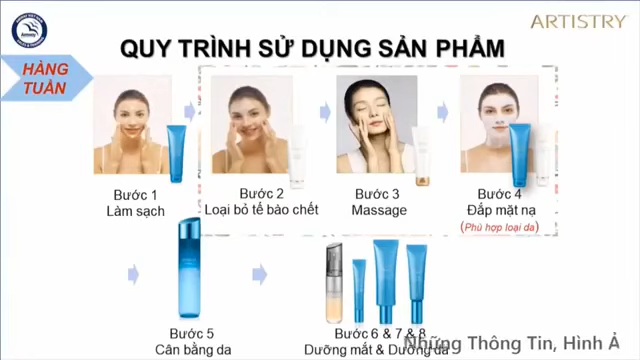 ARTISTRY
QUY TRÌNH SỬ DỤNG SẢN PHẨM
HÀNG
TUẦN
Bước 1
Làm sạch
Bước 2
Loại bỏ tế bào chết
Bước 3
Massage
Bước 4
Đắp mặt nạ
(Phù hợp loại da)
Bước 5
Cân bằng da
Bước 6 & 7 & 8
Dưỡng mắt & Dưỡng da
Những Thông Tin, Hình Ả